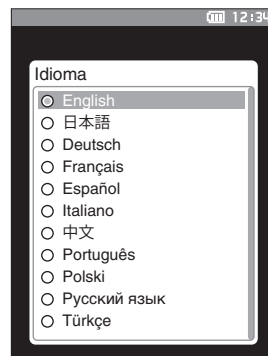 12:34
Idioma
English
日本語
Deutsch
Français
Español
Italiano
中文
Português
Polski
Русский язык
Türkçe